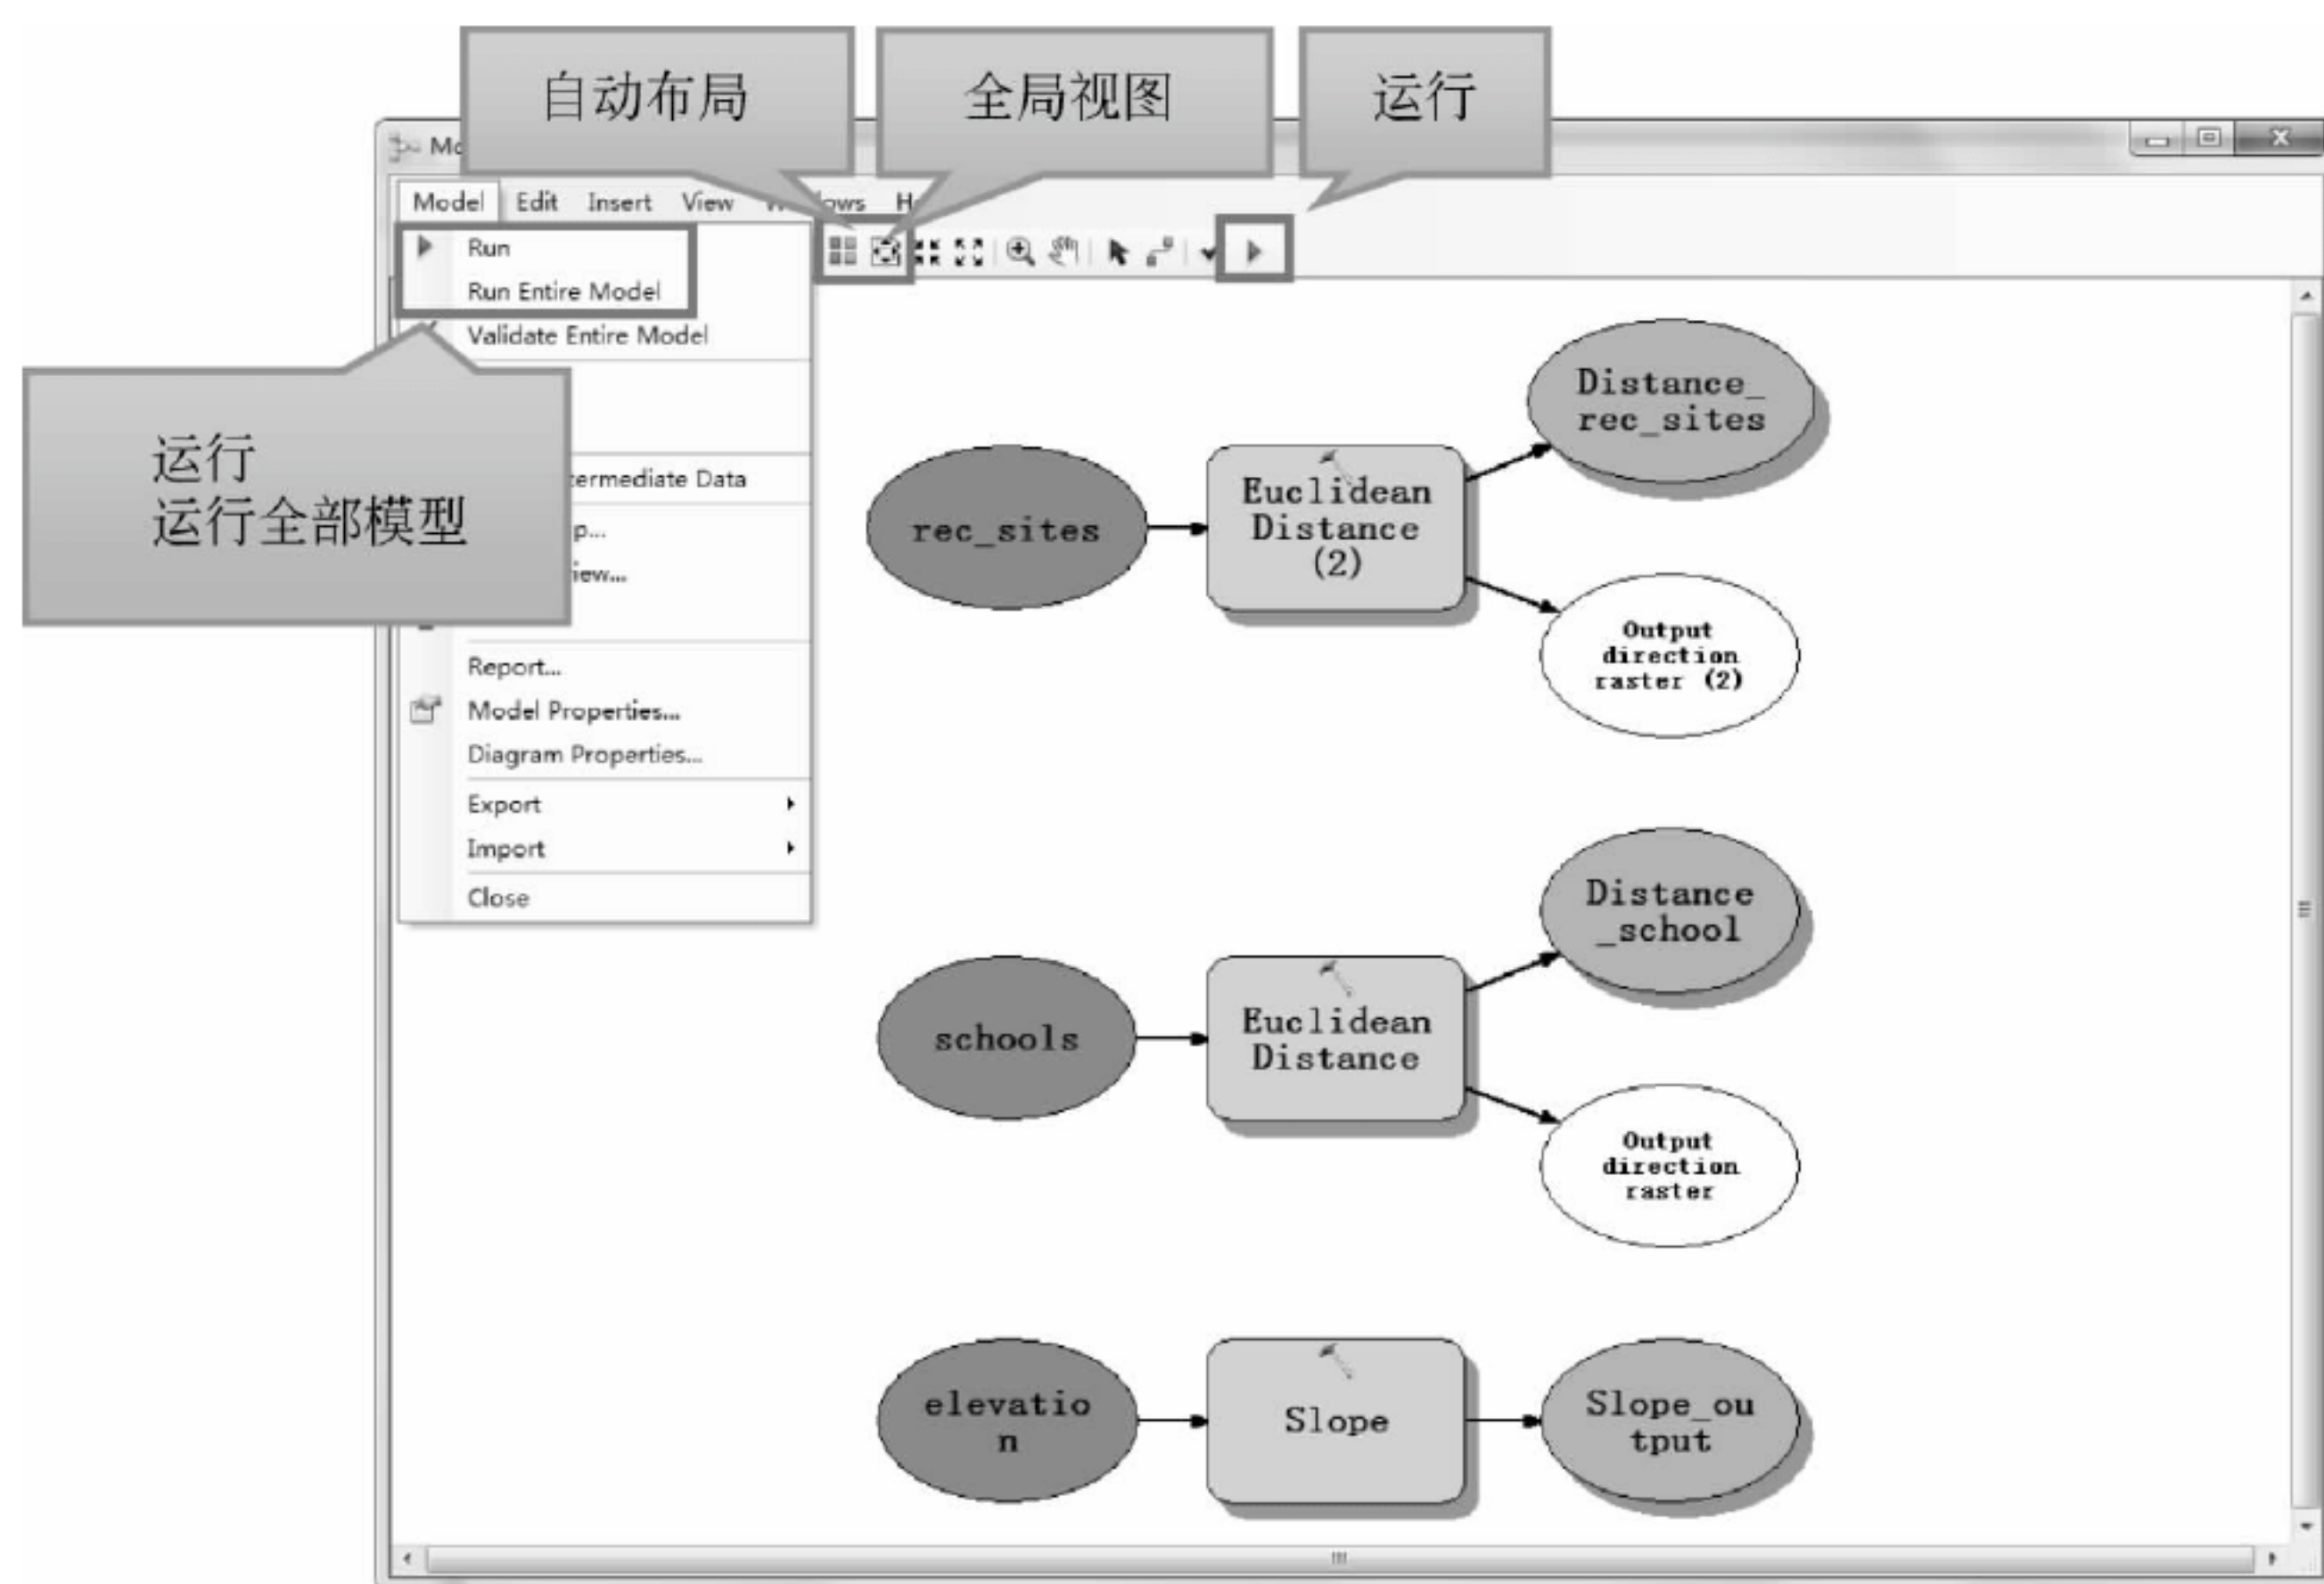 自动布局
全局视图
运行
Model Edit Insert View
Run
Run Entire Model
Validate Entire Model
运行
运行全部模型
Data
Report...
Model Properties...
Diagram Properties...
Export
Import
Close
rec_sites
Euclidean
Distance
(2)
Distance_
rec_sites
Output
direction
raster (2)
schools
Euclidean
Distance
Distance
_school
Output
direction
raster
elevatio
n
Slope
Slope_ou
tput